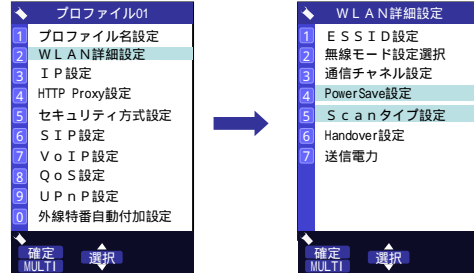 プロファイル01
1 プロファイル名設定
2 ＷＬＡＮ詳細設定
3 ＩＰ設定
4 HTTP Proxy設定
5 セキュリティ方式設定
6 ＳＩＰ設定
7 ＶｏＩＰ設定
8 ＱｏＳ設定
9 ＵＰｎＰ設定
0 外線特番自動付加設定
確定
MULTI
選択
ＷＬＡＮ詳細設定
1 ＥＳＳＩＤ設定
2 無線モード設定選択
3 通信チャネル設定
4 PowerSave設定
5 Ｓｃａｎタイプ設定
6 Handover設定
7 送信電力
確定
MULTI
選択